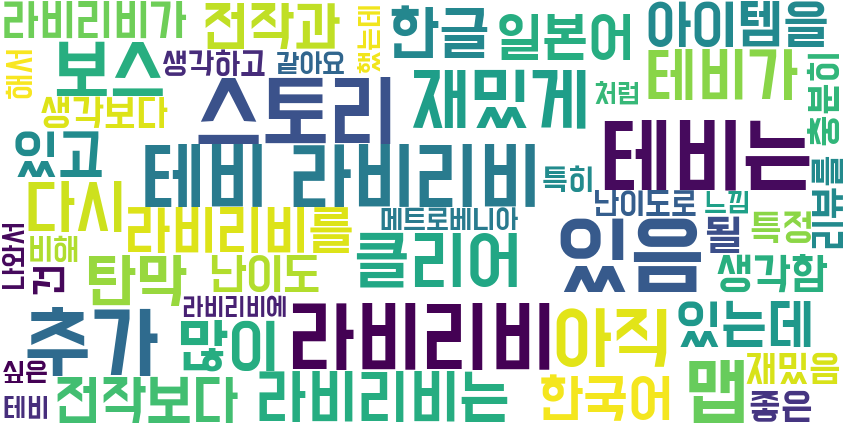 라비리비가 전작과 했는데 한글 일본어 아이템을
해서 보스 생각하고 같아요 테비가
생각보다 스토리 재밌게 처럼 충분히
있고 테비 라비리비 특히 테비는 리뷰를
다시 라비리비를 메트로베니아 난이도로 느낌
나와서 비해 있음 될 특정
건 탄막 난이도 클리어 생각함
라비리비에
추가 많이 라비리비 아직 있는데
싶은 재밌음
테비 전작보다 라비리비는 한국어 맵 좋은